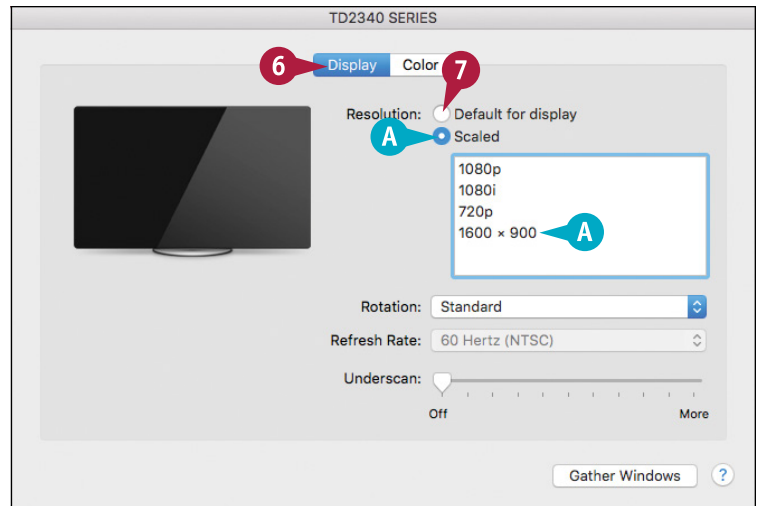 TD2340 SERIES
6 Display Color 7
Resolution: Default for display
A Scaled
1080p
1080i
720p
1600 × 900 A
Rotation: Standard
Refresh Rate: 60 Hertz (NTSC)
Underscan:
Off More
Gather Windows ?